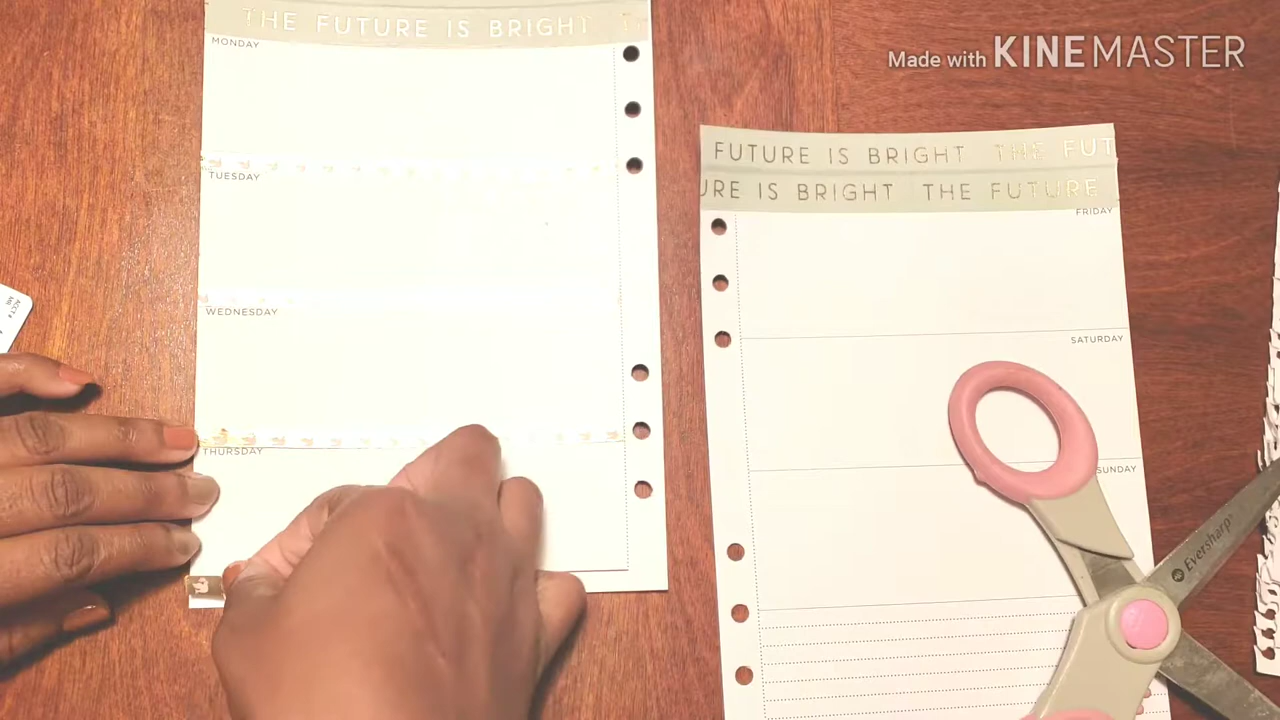 Made with KINEMASTER
THE FUTURE IS BRIGHT
MONDAY
TUESDAY
WEDNESDAY
THURSDAY
FUTURE IS BRIGHT THE FUT
URE IS BRIGHT THE FUTURE
FRIDAY
SATURDAY
SUNDAY
Eversharp
ACCT #